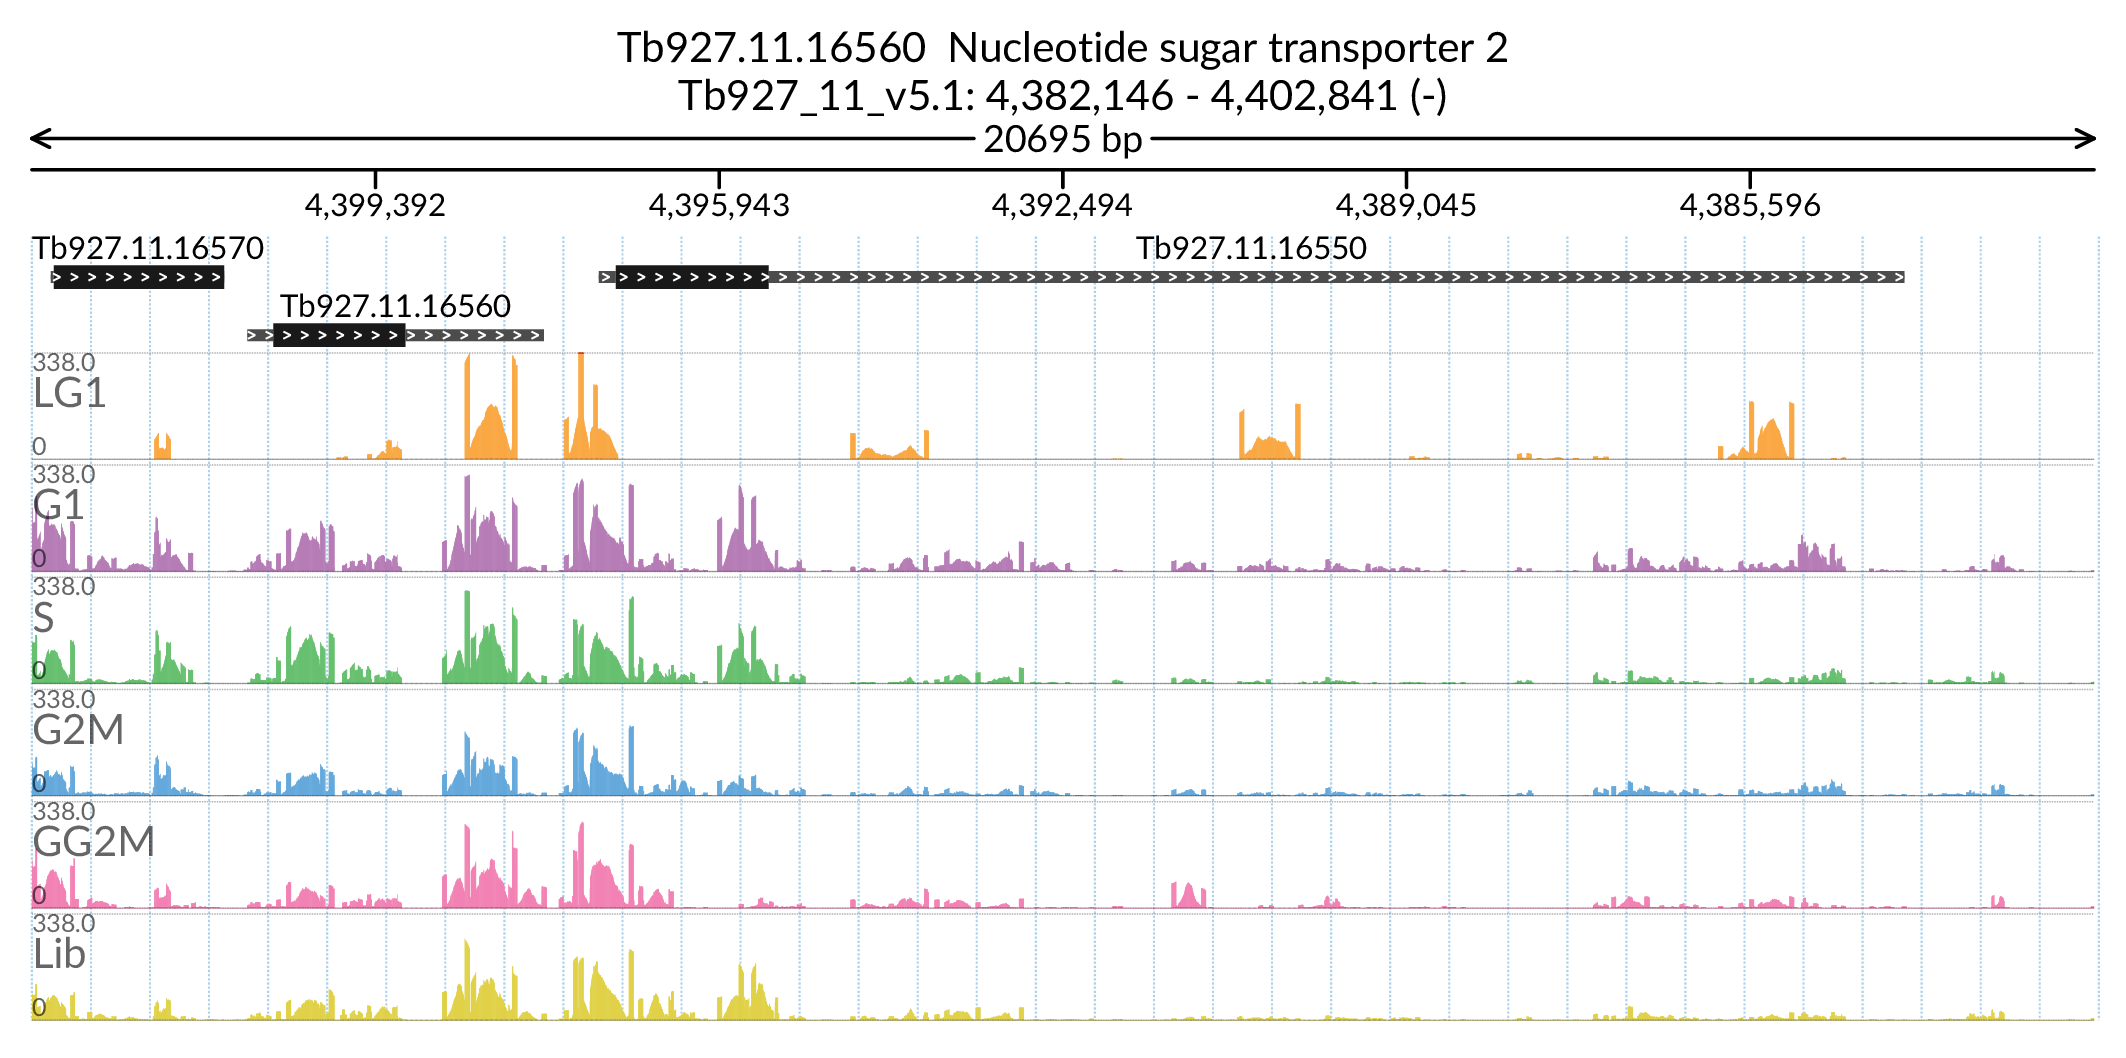 Tb927.11.16560  Nucleotide sugar transporter 2
Tb927_11_v5.1: 4,382,146 - 4,402,841 (-)
20695 bp
4,399,392 4,395,943 4,392,494 4,389,045 4,385,596
Tb927.11.16570 Tb927.11.16550
Tb927.11.16560
338.0
LG1
0
338.0
G1
0
338.0
S
0
338.0
G2M
0
338.0
GG2M
0
338.0
Lib
0